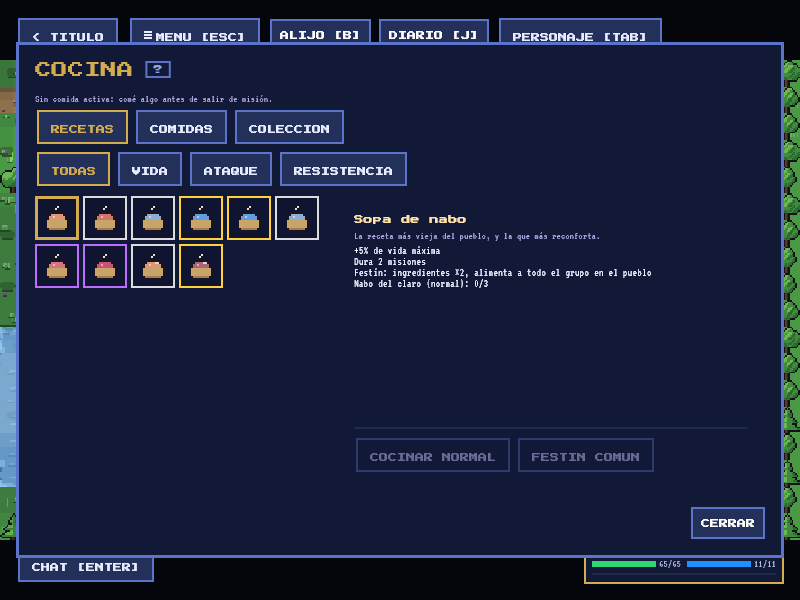 < TITULO
≡ MENU [ESC]
ALIJO [B]
DIARIO [J]
PERSONAJE [TAB]
COCINA ?
Sin comida activa: comé algo antes de salir de misión.
RECETAS
COMIDAS
COLECCION
TODAS
VIDA
ATAQUE
RESISTENCIA
Sopa de nabo
La receta más vieja del pueblo, y la que más reconforta.
+5% de vida máxima
Dura 2 misiones
Festín: ingredientes x2, alimenta a todo el grupo en el pueblo
Nabo del claro (normal): 0/3
COCINAR NORMAL
FESTIN COMUN
CERRAR
CHAT [ENTER]
65/65
11/11